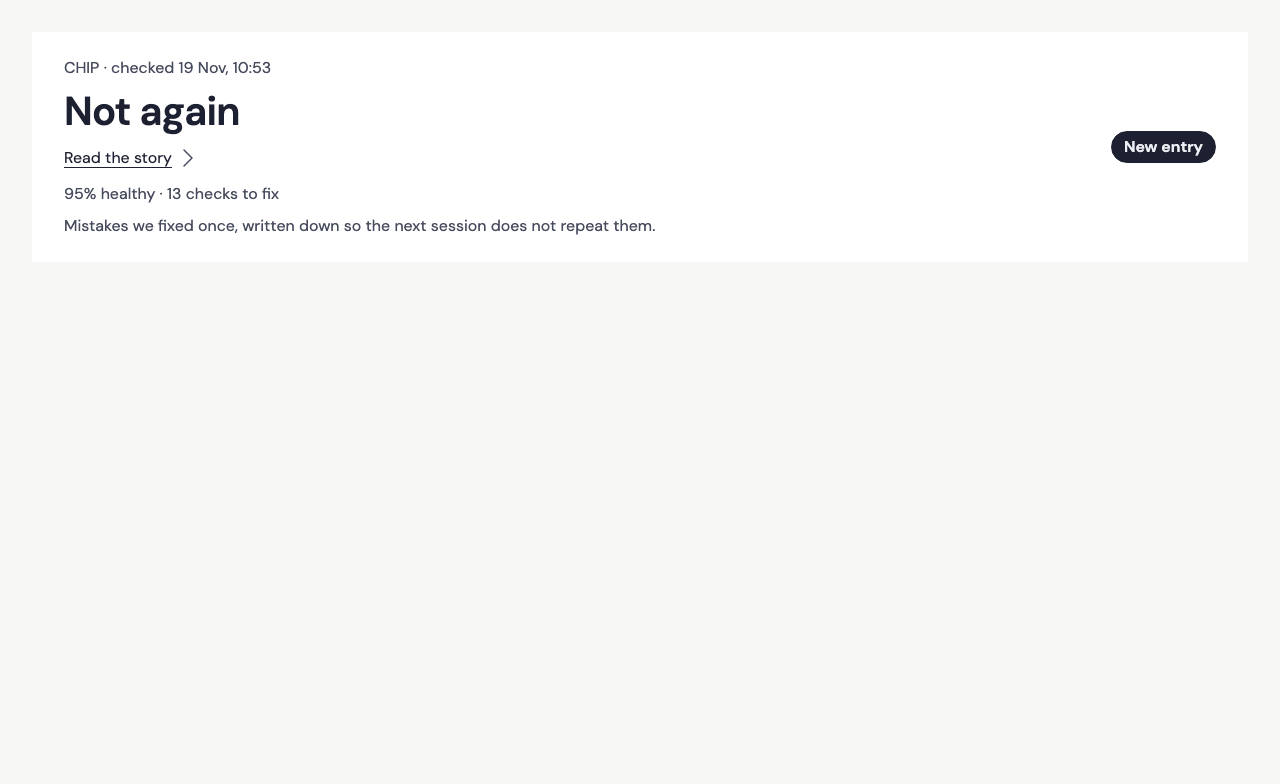 CHIP · checked 19 Nov, 10:53
Not again
Read the story
New entry
95% healthy · 13 checks to fix
Mistakes we fixed once, written down so the next session does not repeat them.